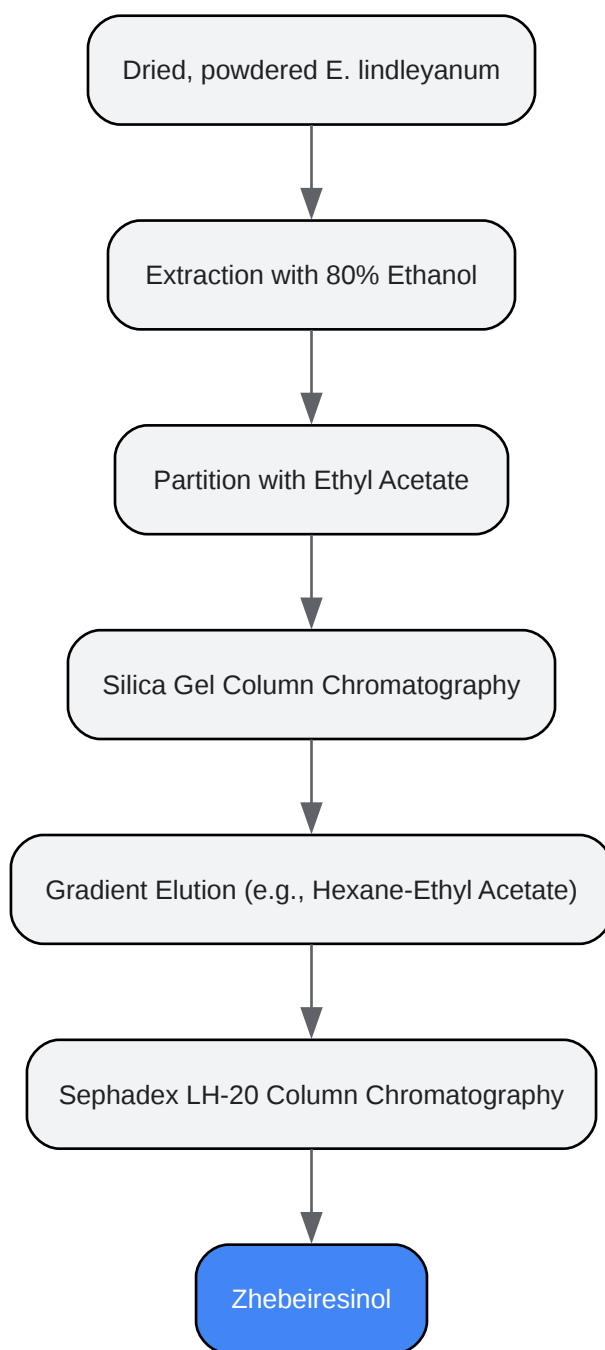 Dried, powdered E. lindleyanum
Extraction with 80% Ethanol
Partition with Ethyl Acetate
Silica Gel Column Chromatography
Gradient Elution (e.g., Hexane-Ethyl Acetate)
Sephadex LH-20 Column Chromatography
Zhebeiresinol